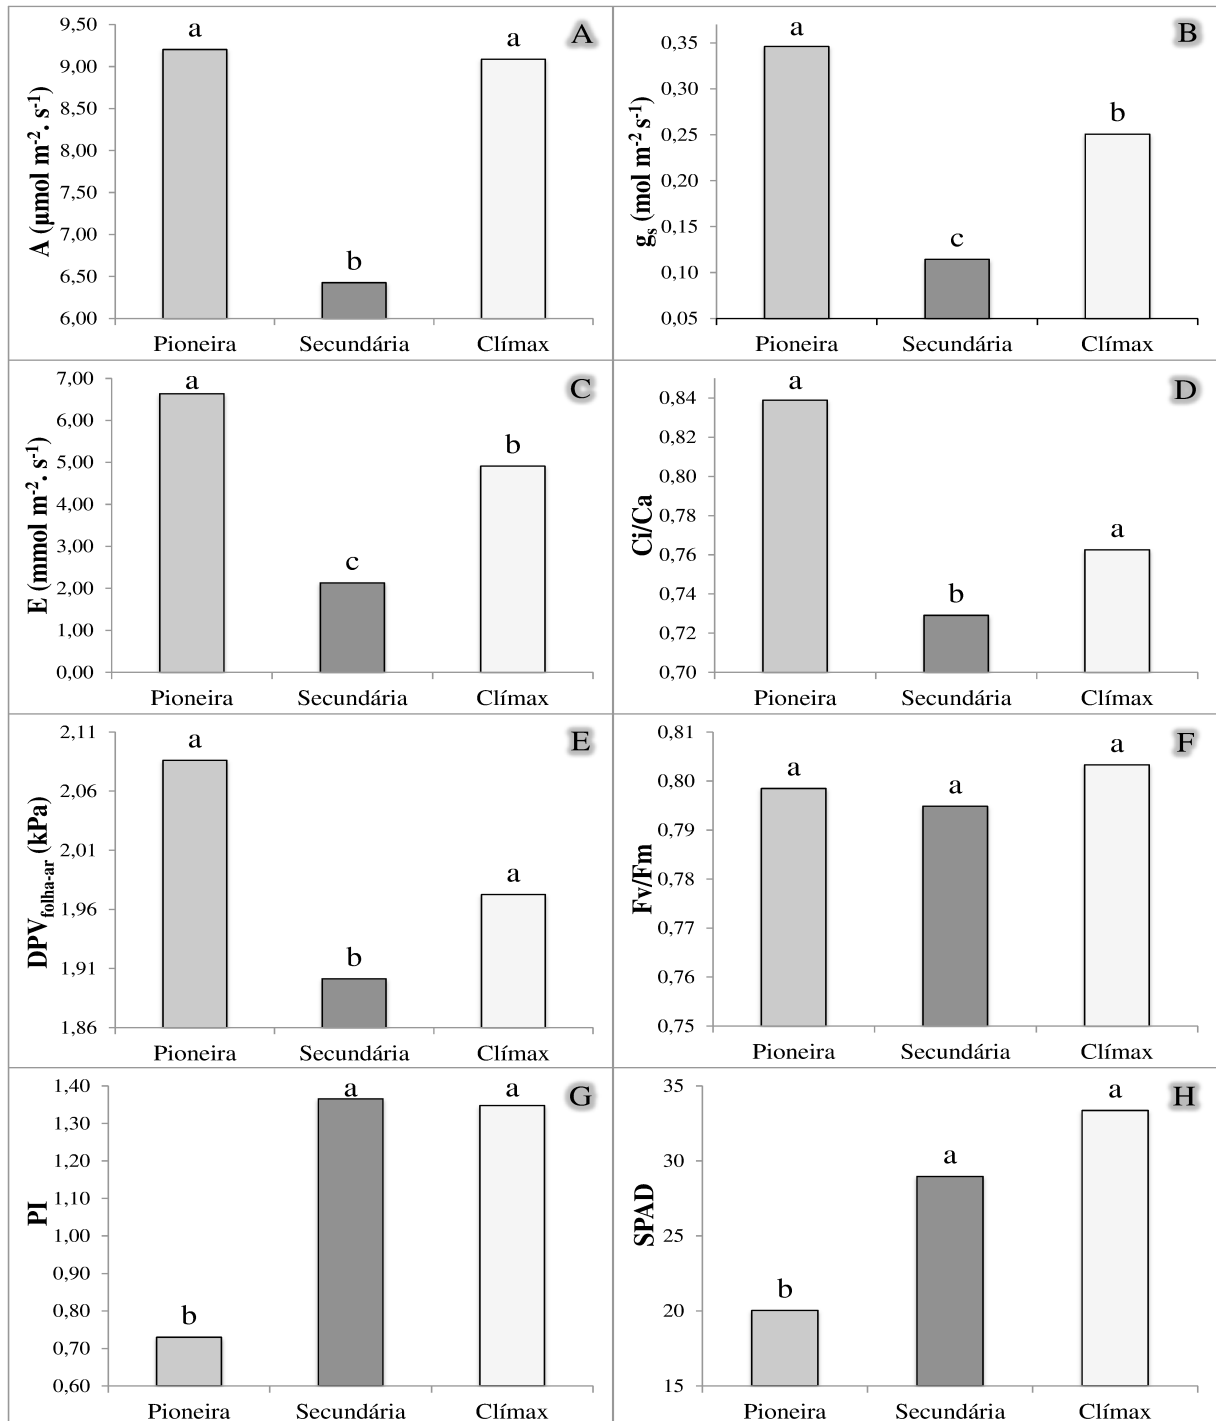 A
A (µmol m-2. s-1)
9,50
9,00
8,50
8,00
7,50
7,00
6,50
6,00
a
b
a
Pioneira Secundária Clímax
B
gs (mol m-2 s-1)
0,35
0,30
0,25
0,20
0,15
0,10
0,05
a
c
b
Pioneira Secundária Clímax
C
E (mmol m-2. s-1)
7,00
6,00
5,00
4,00
3,00
2,00
1,00
0,00
a
c
b
Pioneira Secundária Clímax
D
Ci/Ca
0,84
0,82
0,80
0,78
0,76
0,74
0,72
0,70
a
b
a
Pioneira Secundária Clímax
E
DPVfolha-ar (kPa)
2,11
2,06
2,01
1,96
1,91
1,86
a
b
a
Pioneira Secundária Clímax
F
Fv/Fm
0,81
0,80
0,79
0,78
0,77
0,76
0,75
a
a
a
Pioneira Secundária Clímax
G
PI
1,40
1,30
1,20
1,10
1,00
0,90
0,80
0,70
0,60
b
a
a
Pioneira Secundária Clímax
H
SPAD
35
30
25
20
15
b
a
a
Pioneira Secundária Clímax